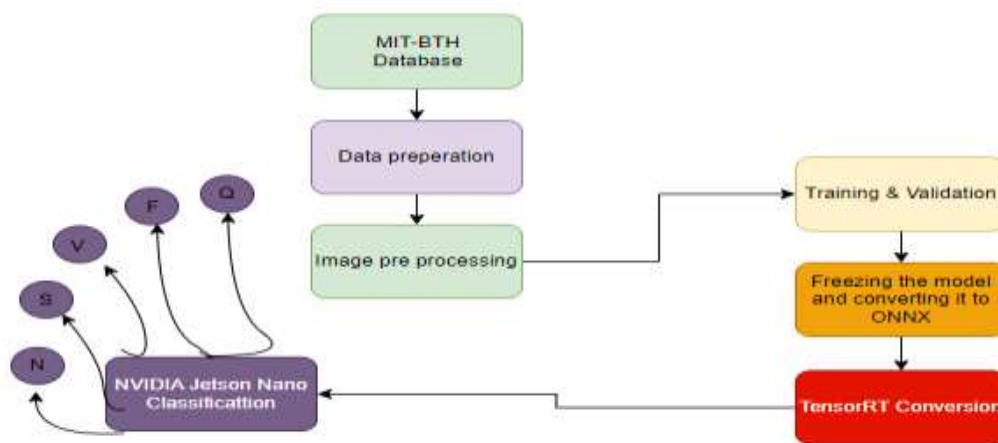 MIT-BTH
Database
Data preperation
Image pre processing
Training & Validation
Freezing the model
and converting it to
ONNX
TensorRT Conversion
NVIDIA Jetson Nano
Classificattion
N
S
V
F
Q